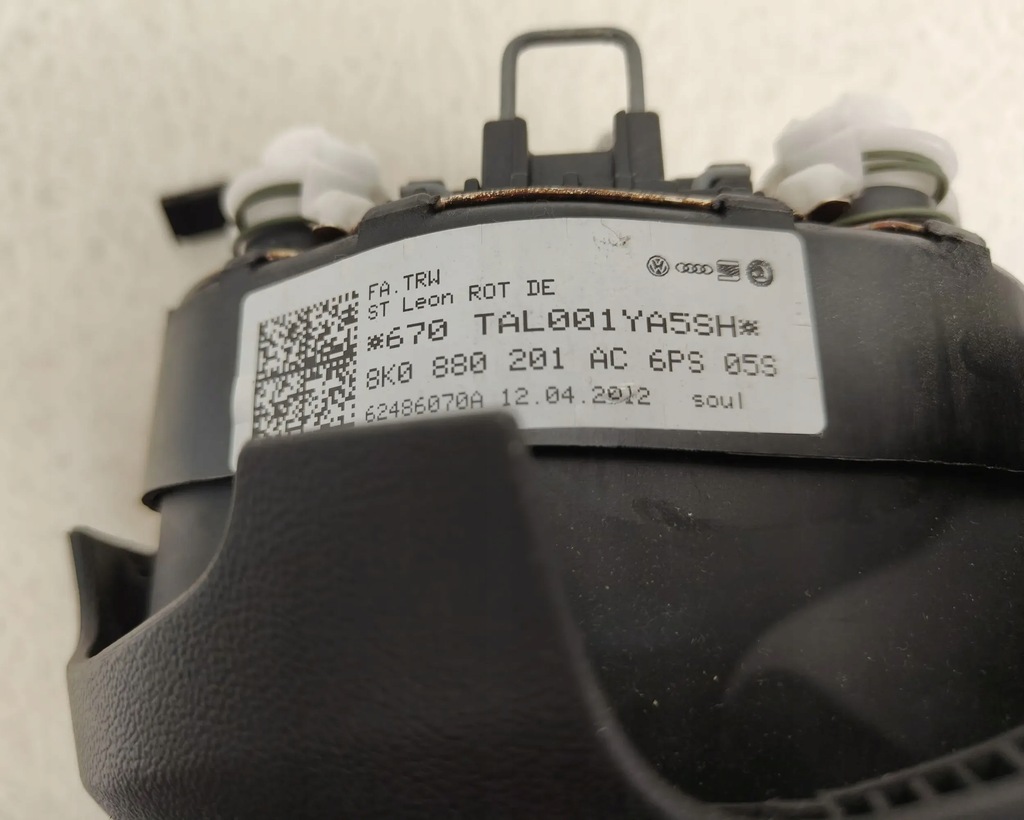 FA.TRW
ST Leon ROT DE
*670 TAL001YA5SH*
8K0 880 201 AC 6PS 05S
62486070A 12.04.2012 soul